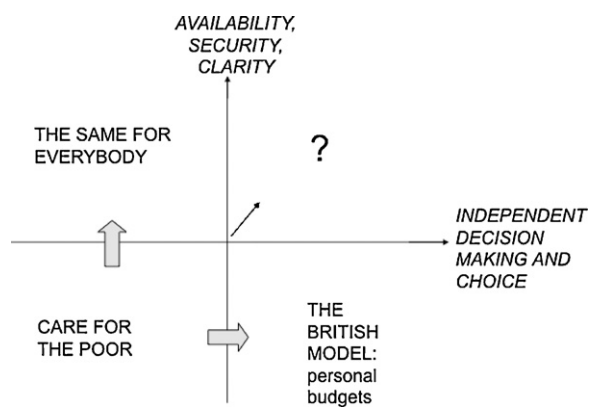 AVAILABILITY,
SECURITY,
CLARITY
THE SAME FOR
EVERYBODY
?
INDEPENDENT
DECISION
MAKING AND
CHOICE
CARE FOR
THE POOR
THE
BRITISH
MODEL:
personal
budgets